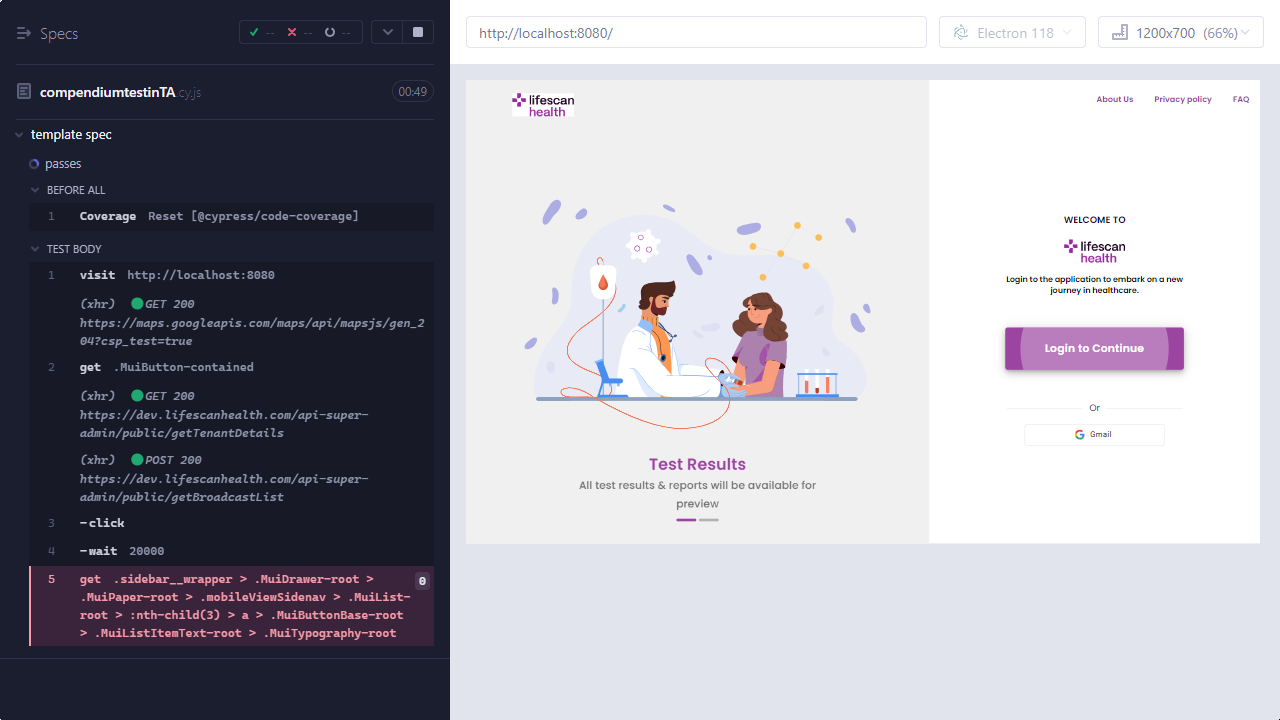 Specs
-- -- --
compendiumtestinTA.cy.js
00:49
template spec
passes
BEFORE ALL
1 Coverage Reset [@cypress/code-coverage]
TEST BODY
1 visit http://localhost:8080
(xhr) GET 200
https://maps.googleapis.com/maps/api/mapsjs/gen_2
04?csp_test=true
2 get .MuiButton-contained
(xhr) GET 200
https://dev.lifescanhealth.com/api-super-
admin/public/getTenantDetails
(xhr) POST 200
https://dev.lifescanhealth.com/api-super-
admin/public/getBroadcastList
3 -click
4 -wait 20000
5 get .sidebar__wrapper > .MuiDrawer-root > 0
.MuiPaper-root > .mobileViewSidenav > .MuiList-
root > :nth-child(3) > a > .MuiButtonBase-root
> .MuiListItemText-root > .MuiTypography-root
http://localhost:8080/
Electron 118
1200x700 (66%)
lifescan
health
Test Results
All test results & reports will be available for
preview
About Us Privacy policy FAQ
WELCOME TO
lifescan
health
Login to the application to embark on a new
journey in healthcare.
Login to Continue
Or
Gmail